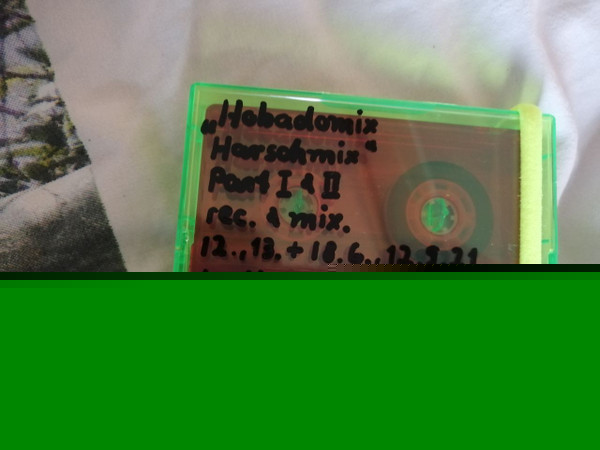 „Hobadomix
Harschmix“
Part I & II
rec. & mix.
12., 13. + 18.6., 12.9.21